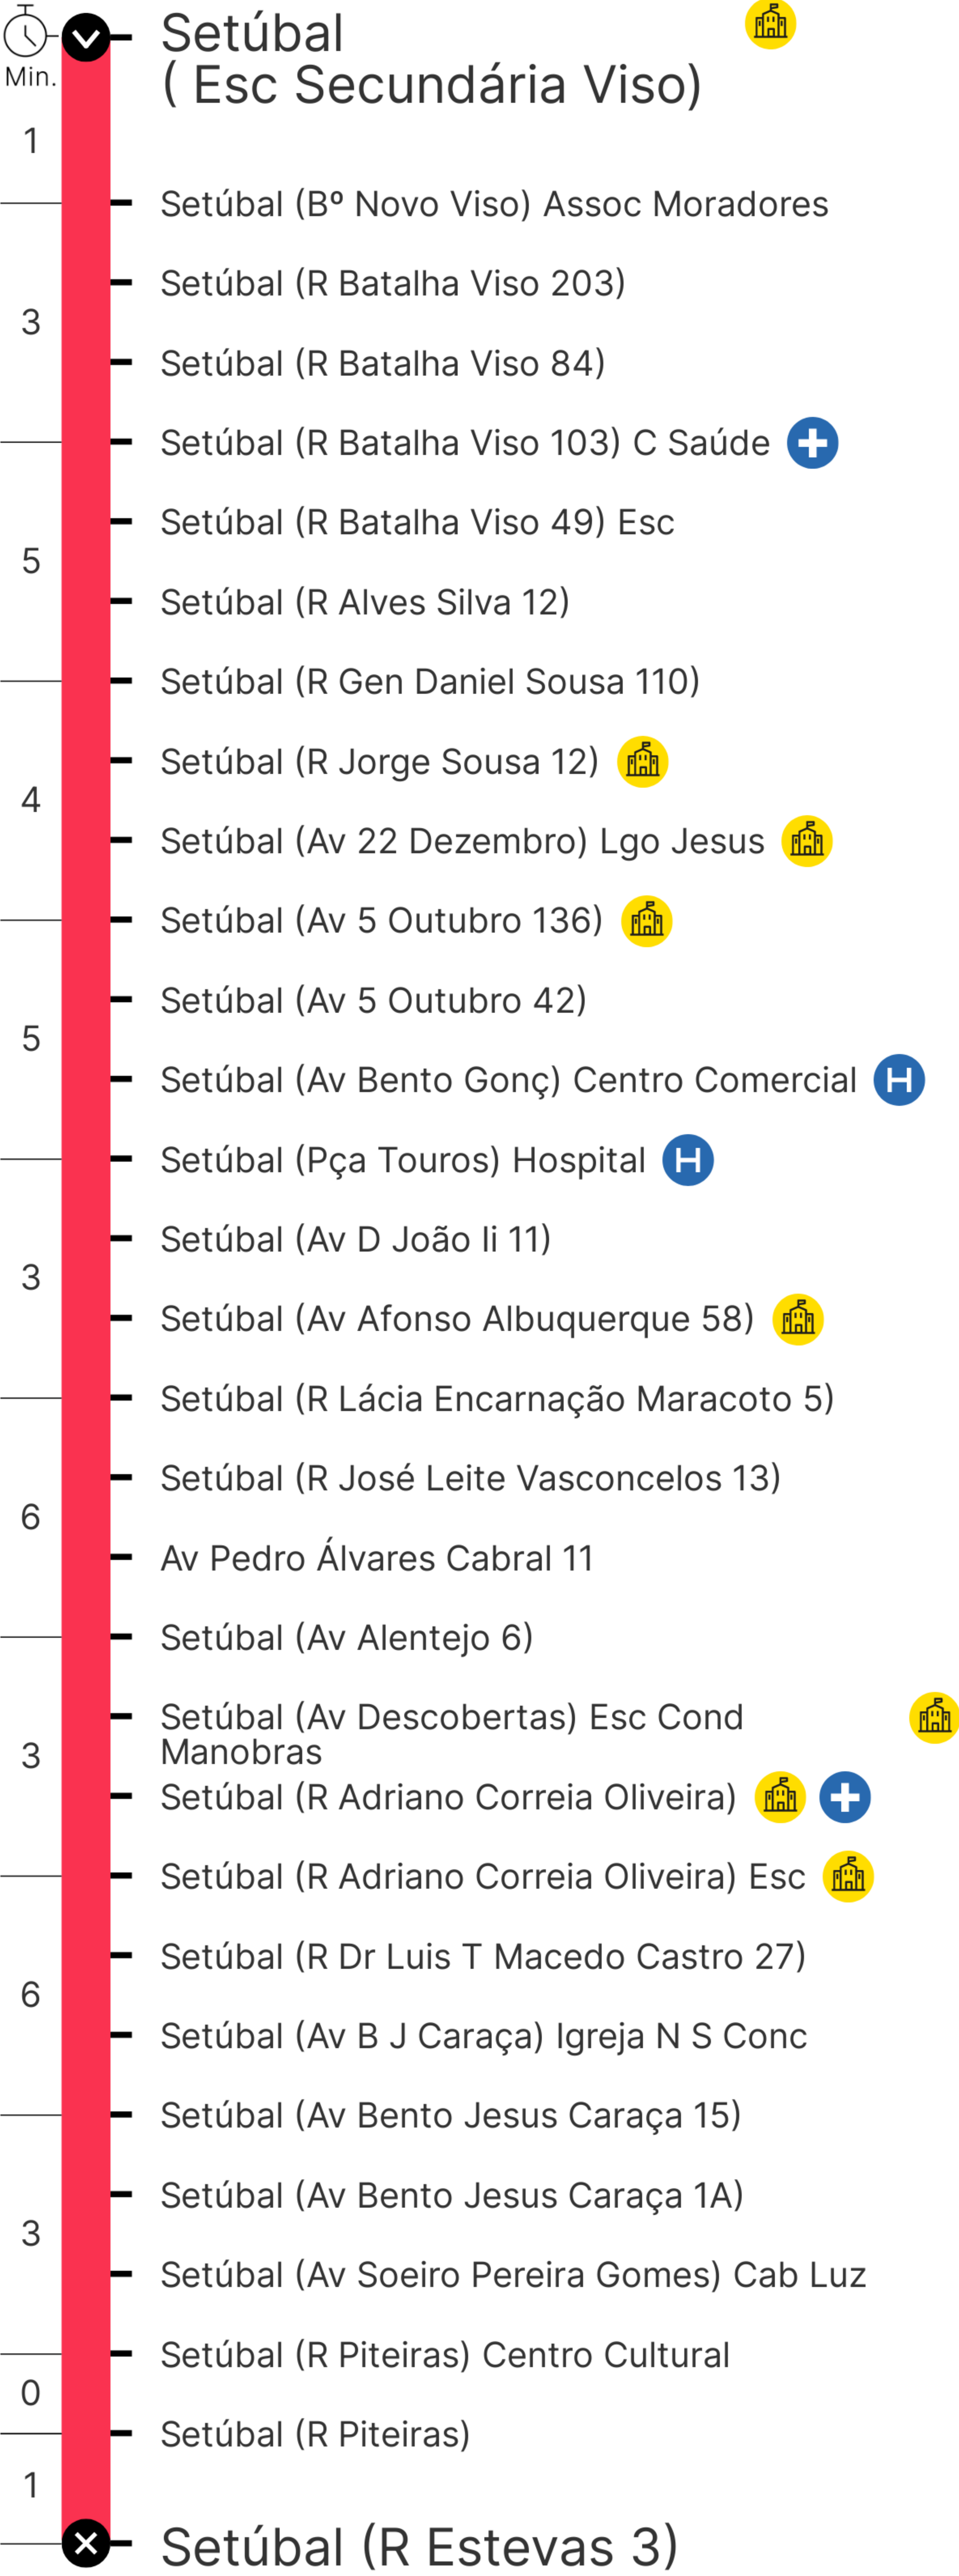 Setúbal
( Esc Secundária Viso)
Min.
1
Setúbal (Bº Novo Viso) Assoc Moradores
Setúbal (R Batalha Viso 203)
3
Setúbal (R Batalha Viso 84)
Setúbal (R Batalha Viso 103) C Saúde
Setúbal (R Batalha Viso 49) Esc
5
Setúbal (R Alves Silva 12)
Setúbal (R Gen Daniel Sousa 110)
Setúbal (R Jorge Sousa 12)
4
Setúbal (Av 22 Dezembro) Lgo Jesus
Setúbal (Av 5 Outubro 136)
Setúbal (Av 5 Outubro 42)
5
Setúbal (Av Bento Gonç) Centro Comercial H
Setúbal (Pça Touros) Hospital H
Setúbal (Av D João Ii 11)
3
Setúbal (Av Afonso Albuquerque 58)
Setúbal (R Lácia Encarnação Maracoto 5)
Setúbal (R José Leite Vasconcelos 13)
6
Av Pedro Álvares Cabral 11
Setúbal (Av Alentejo 6)
Setúbal (Av Descobertas) Esc Cond
Manobras
3
Setúbal (R Adriano Correia Oliveira)
Setúbal (R Adriano Correia Oliveira) Esc
Setúbal (R Dr Luis T Macedo Castro 27)
6
Setúbal (Av B J Caraça) Igreja N S Conc
Setúbal (Av Bento Jesus Caraça 15)
Setúbal (Av Bento Jesus Caraça 1A)
3
Setúbal (Av Soeiro Pereira Gomes) Cab Luz
Setúbal (R Piteiras) Centro Cultural
0
Setúbal (R Piteiras)
1
Setúbal (R Estevas 3)